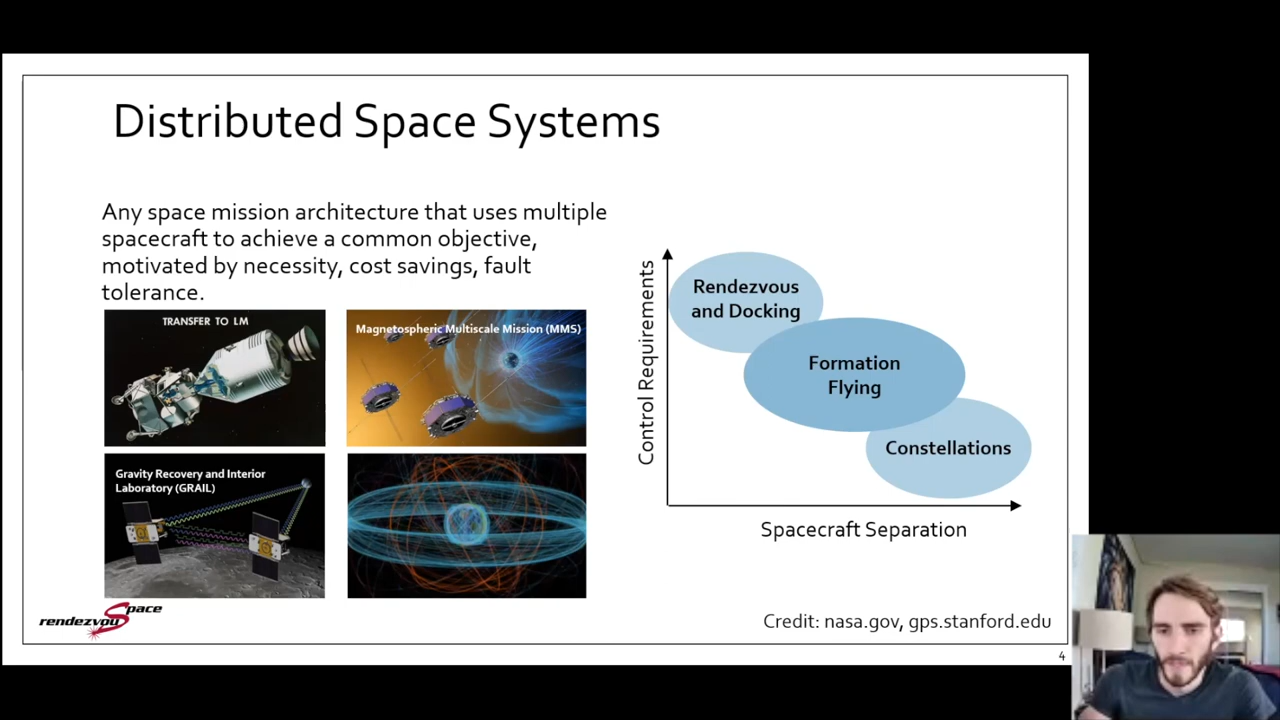 Distributed Space Systems
Any space mission architecture that uses multiple
spacecraft to achieve a common objective,
motivated by necessity, cost savings, fault
tolerance.
TRANSFER TO LM
Magnetospheric Multiscale Mission (MMS)
Gravity Recovery and Interior
Laboratory (GRAIL)
Control Requirements
Rendezvous
and Docking
Formation
Flying
Constellations
Spacecraft Separation
rendezvouSpace
Credit: nasa.gov, gps.stanford.edu
4